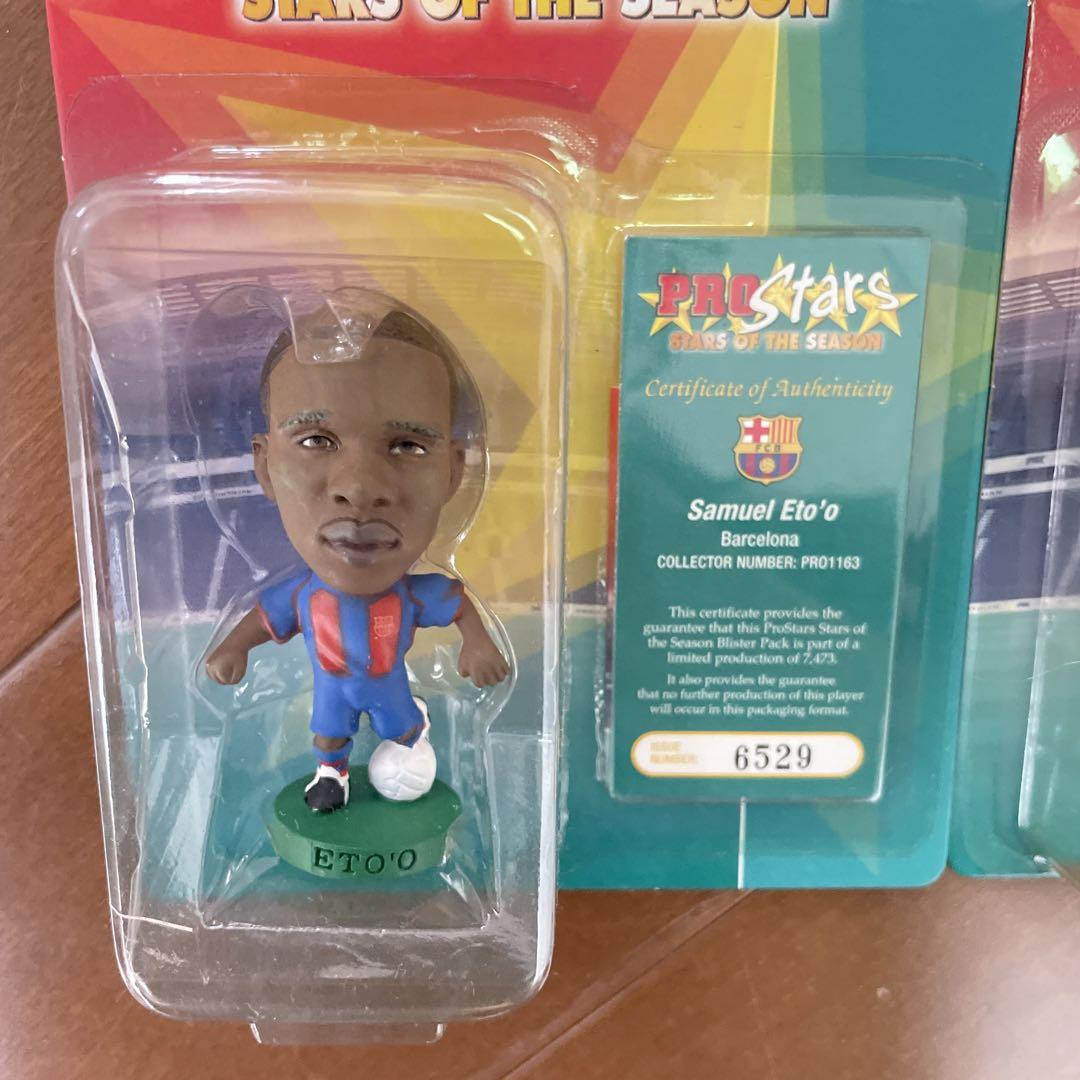 STARS OF THE SEASON
PROStars
STARS OF THE SEASON
Certificate of Authenticity
FCB
Samuel Eto'o
Barcelona
COLLECTOR NUMBER: PRO1163
This certificate provides the
guarantee that this ProStars Stars of
the Season Blister Pack is part of a
limited production of 7,473.
It also provides the guarantee
that no further production of this player
will occur in this packaging format.
ISSUE
NUMBER:
6529
ETO'O